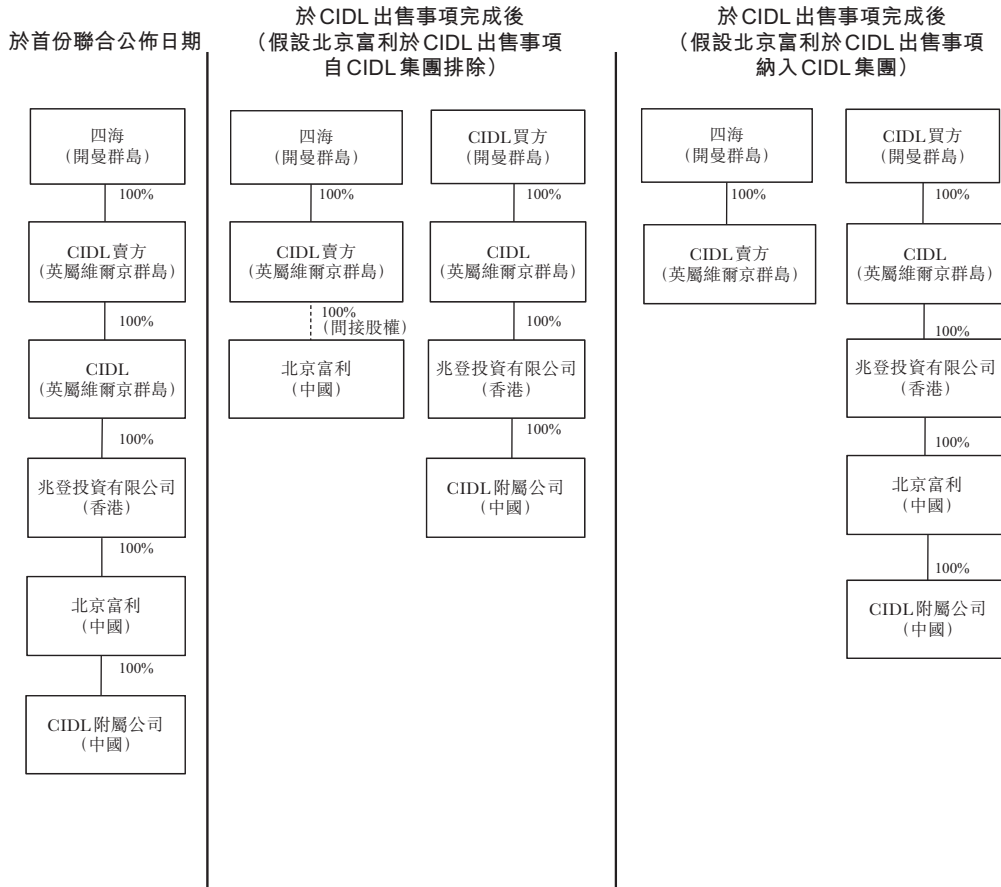 於首份聯合公佈日期
四海
(開曼群島)
100%
CIDL賣方
(英屬維爾京群島)
100%
CIDL
(英屬維爾京群島)
100%
兆登投資有限公司
(香港)
100%
北京富利
(中國)
100%
CIDL附屬公司
(中國)
於CIDL出售事項完成後
(假設北京富利於CIDL出售事項
自CIDL集團排除)
四海
(開曼群島)
100%
CIDL賣方
(英屬維爾京群島)
100%
(間接股權)
北京富利
(中國)
CIDL買方
(開曼群島)
100%
CIDL
(英屬維爾京群島)
100%
兆登投資有限公司
(香港)
100%
CIDL附屬公司
(中國)
於CIDL出售事項完成後
(假設北京富利於CIDL出售事項
納入CIDL集團)
四海
(開曼群島)
100%
CIDL賣方
(英屬維爾京群島)
CIDL買方
(開曼群島)
100%
CIDL
(英屬維爾京群島)
100%
兆登投資有限公司
(香港)
100%
北京富利
(中國)
100%
CIDL附屬公司
(中國)